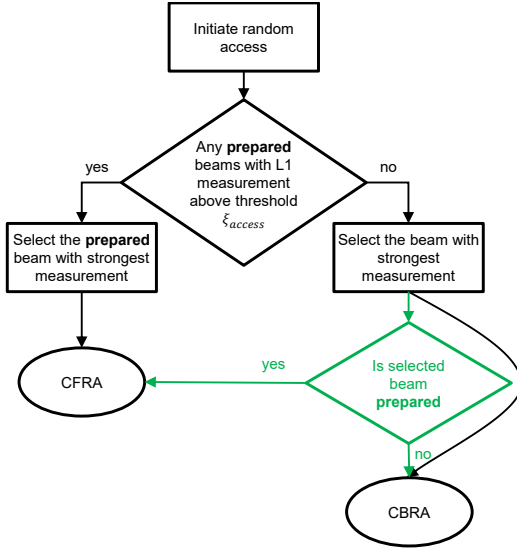 Initiate random
access
Any prepared
beams with L1
measurement
above threshold
ξaccess
yes
no
Select the prepared
beam with strongest
measurement
Select the beam with
strongest
measurement
CFRA
yes
Is selected
beam
prepared
no
CBRA